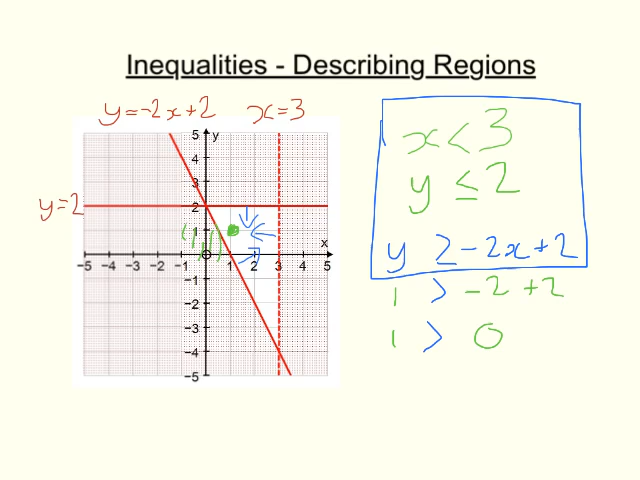 Inequalities - Describing Regions
y=-2x+2 x=3
x<3
y≤2
y=2
y ≥-2x+2
1 > -2+2
1 > 0
(1,1)
y
x
5
4
3
2
1
0
-1
-2
-3
-4
-5
-5 -4 -3 -2 -1 1 2 3 4 5